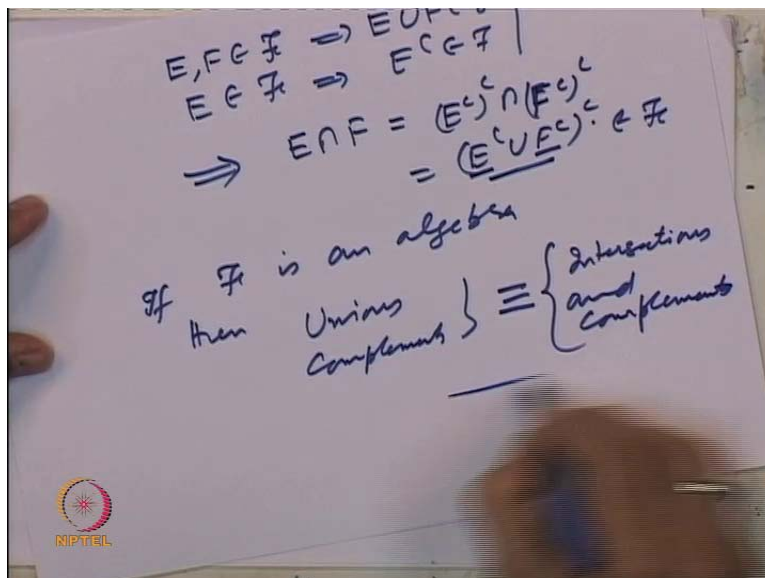 E, F ∈ ℱ ⟹ E ∪ F ∈
E ∈ ℱ ⟹ E^c ∈ ℱ
⟹ E ∩ F = (E^c)^c ∩ (F^c)^c
= (E^c ∪ F^c)^c ∈ ℱ
If ℱ is an algebra
then Unions Complements } ≡ { Intersections and Complements
NPTEL